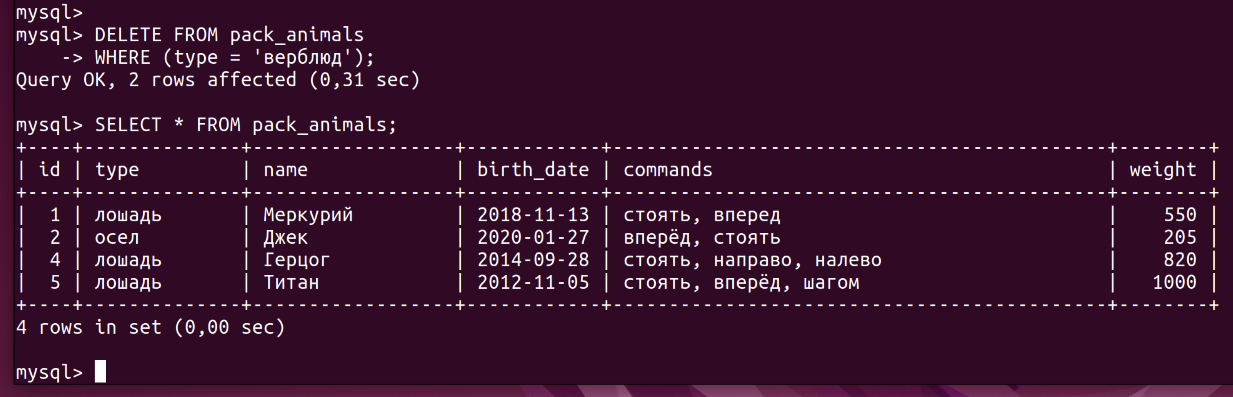 mysql>
mysql> DELETE FROM pack_animals
    -> WHERE (type = 'верблюд');
Query OK, 2 rows affected (0,31 sec)
mysql> SELECT * FROM pack_animals;
+----+--------------+------------------+------------+--------------------------------------------+--------+
| id | type         | name             | birth_date | commands                                   | weight |
+----+--------------+------------------+------------+--------------------------------------------+--------+
|  1 | лошадь       | Меркурий         | 2018-11-13 | стоять, вперед                             |    550 |
|  2 | осел         | Джек             | 2020-01-27 | вперёд, стоять                             |    205 |
|  4 | лошадь       | Герцог           | 2014-09-28 | стоять, направо, налево                    |    820 |
|  5 | лошадь       | Титан            | 2012-11-05 | стоять, вперёд, шагом                      |   1000 |
+----+--------------+------------------+------------+--------------------------------------------+--------+
4 rows in set (0,00 sec)
mysql>